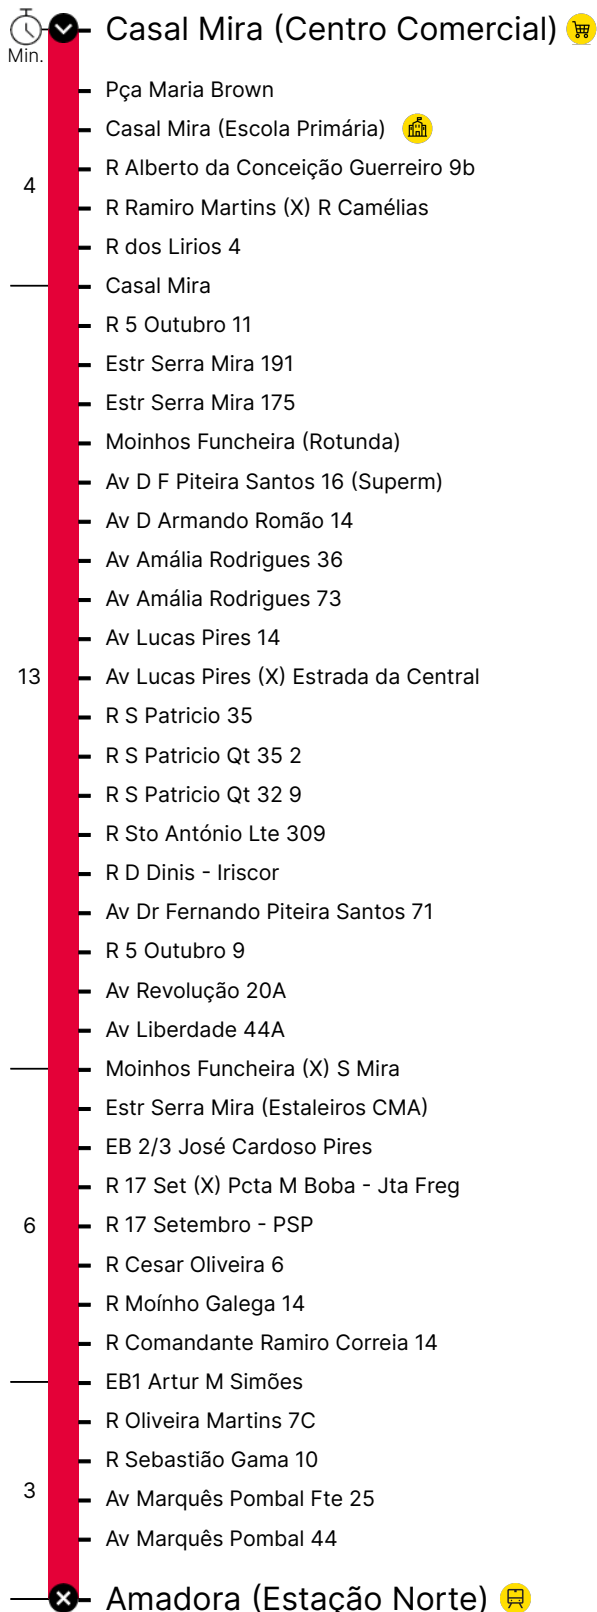 Casal Mira (Centro Comercial)
Min.
Pça Maria Brown
Casal Mira (Escola Primária)
R Alberto da Conceição Guerreiro 9b
4
R Ramiro Martins (X) R Camélias
R dos Lirios 4
Casal Mira
R 5 Outubro 11
Estr Serra Mira 191
Estr Serra Mira 175
Moinhos Funcheira (Rotunda)
Av D F Piteira Santos 16 (Superm)
Av D Armando Romão 14
Av Amália Rodrigues 36
Av Amália Rodrigues 73
Av Lucas Pires 14
13
Av Lucas Pires (X) Estrada da Central
R S Patricio 35
R S Patricio Qt 35 2
R S Patricio Qt 32 9
R Sto António Lte 309
R D Dinis - Iriscor
Av Dr Fernando Piteira Santos 71
R 5 Outubro 9
Av Revolução 20A
Av Liberdade 44A
Moinhos Funcheira (X) S Mira
Estr Serra Mira (Estaleiros CMA)
EB 2/3 José Cardoso Pires
R 17 Set (X) Pcta M Boba - Jta Freg
6
R 17 Setembro - PSP
R Cesar Oliveira 6
R Moínho Galega 14
R Comandante Ramiro Correia 14
EB1 Artur M Simões
R Oliveira Martins 7C
R Sebastião Gama 10
3
Av Marquês Pombal Fte 25
Av Marquês Pombal 44
Amadora (Estação Norte)